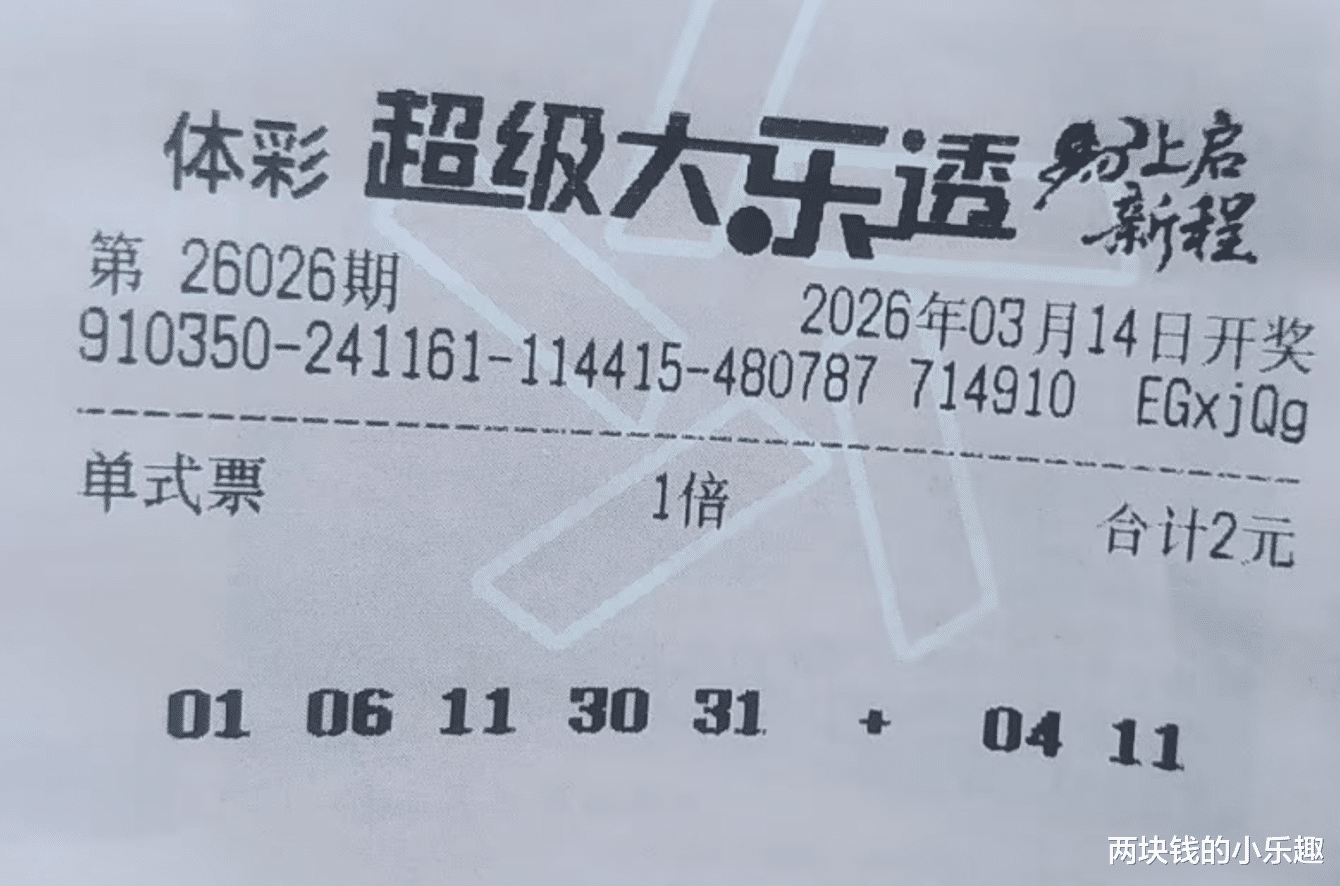 体彩 超级大乐透 马上启
新程
第 26026期 2026年03月14日开奖
910350-241161-114415-480787 714910 EGxjQg
单式票 1倍 合计2元
01 06 11 30 31 + 04 11
两块钱的小乐趣